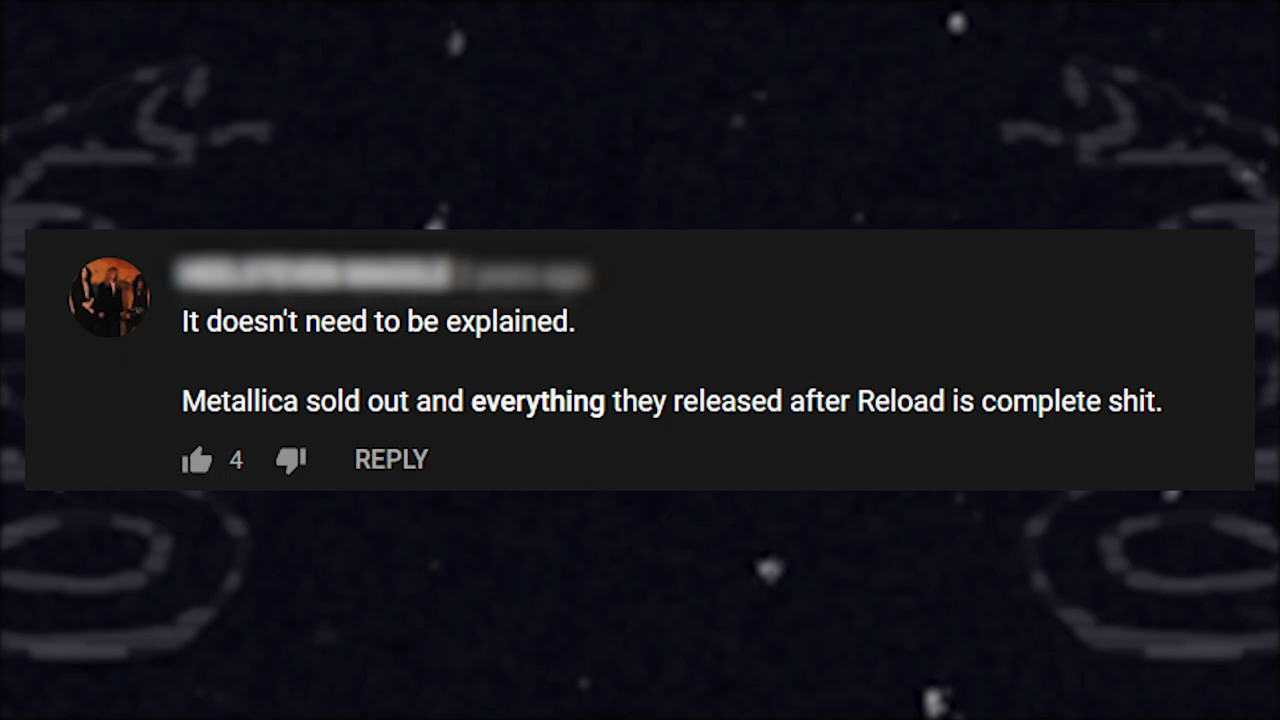 It doesn't need to be explained.
Metallica sold out and everything they released after Reload is complete shit.
4
REPLY